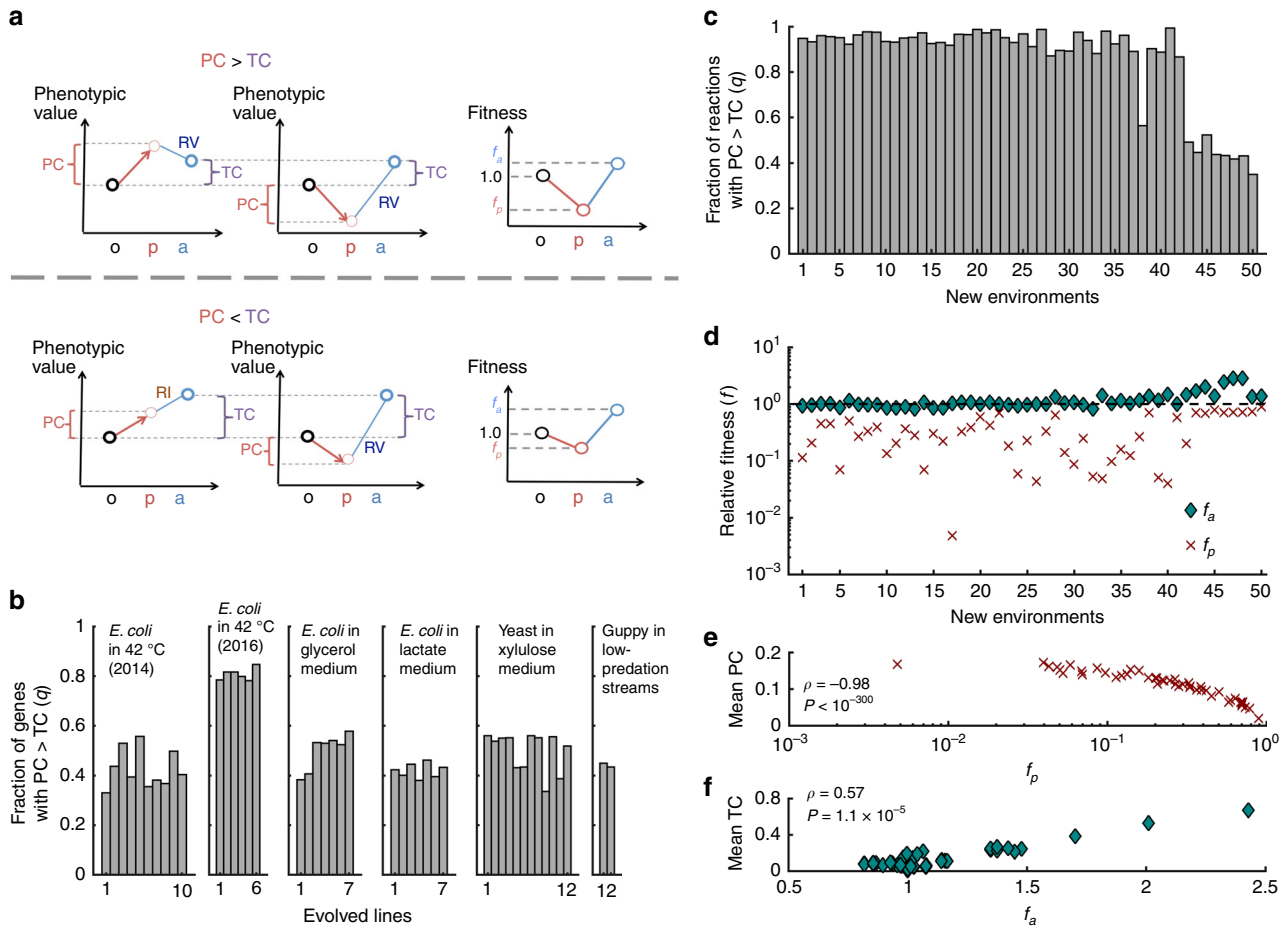 a
PC > TC
Phenotypic
value
PC
RV
TC
o p a
Phenotypic
value
PC
RV
TC
o p a
Fitness
fa
1.0
fp
o p a
PC < TC
Phenotypic
value
PC
RI
TC
o p a
Phenotypic
value
PC
RV
TC
o p a
Fitness
fa
1.0
fp
o p a
b
Fraction of genes
with PC > TC (q)
1
0.8
0.6
0.4
0.2
0
E. coli
in 42 °C
(2014)
1 10
E. coli
in 42 °C
(2016)
1 6
E. coli in
glycerol
medium
1 7
E. coli in
lactate
medium
1 7
Yeast in
xylulose
medium
1 12
Guppy in
low-
predation
streams
12
Evolved lines
c
Fraction of reactions
with PC > TC (q)
1
0.8
0.6
0.4
0.2
0
1 5 10 15 20 25 30 35 40 45 50
New environments
d
Relative fitness (f)
10¹
10⁰
10⁻¹
10⁻²
10⁻³
fa
fp
1 5 10 15 20 25 30 35 40 45 50
New environments
e
Mean PC
0.2
0.1
0
ρ = −0.98
P < 10⁻³⁰⁰
10⁻³ 10⁻² 10⁻¹ 10⁰
fp
f
Mean TC
0.8
0.4
0
ρ = 0.57
P = 1.1 × 10⁻⁵
0.5 1 1.5 2 2.5
fa